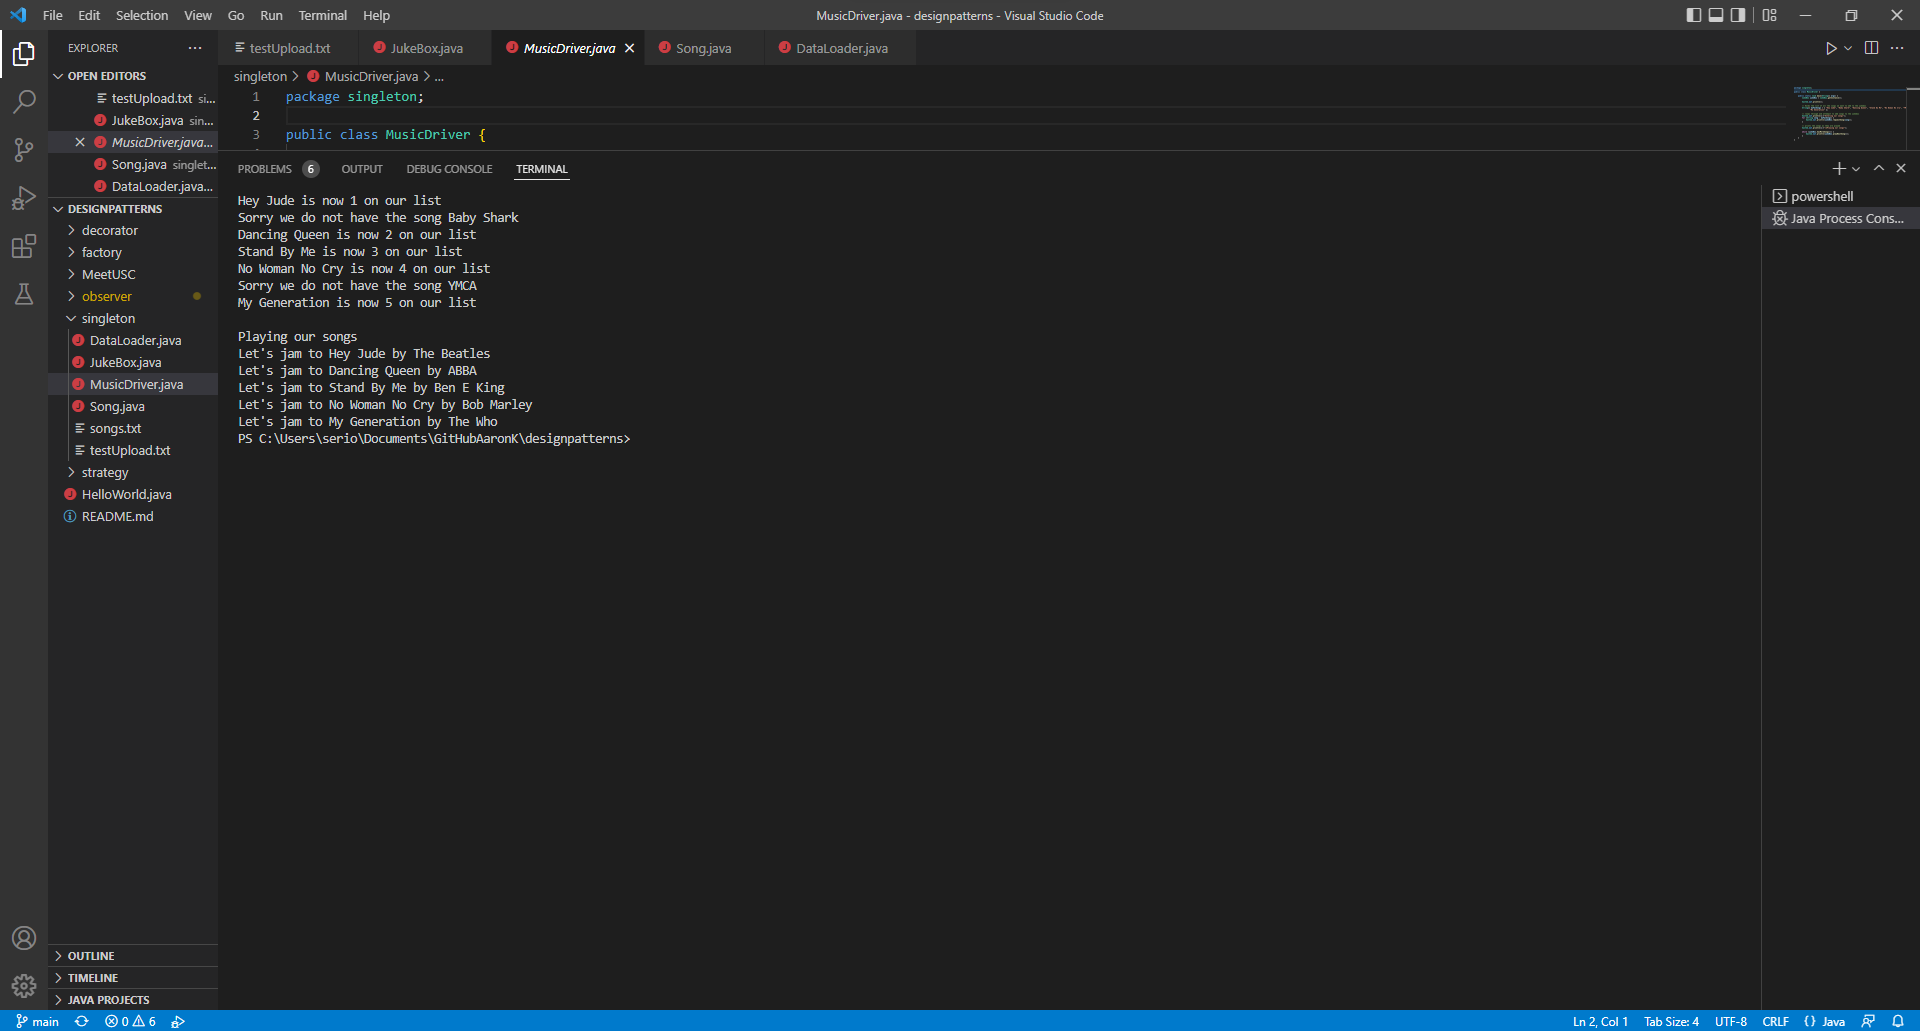 File Edit Selection View Go Run Terminal Help
MusicDriver.java - designpatterns - Visual Studio Code
EXPLORER
OPEN EDITORS
testUpload.txt si...
JukeBox.java sin...
MusicDriver.java...
Song.java singlet...
DataLoader.java...
DESIGNPATTERNS
decorator
factory
MeetUSC
observer
singleton
DataLoader.java
JukeBox.java
MusicDriver.java
Song.java
songs.txt
testUpload.txt
strategy
HelloWorld.java
README.md
OUTLINE
TIMELINE
JAVA PROJECTS
testUpload.txt JukeBox.java MusicDriver.java Song.java DataLoader.java
singleton > MusicDriver.java > ...
1 package singleton;
2
3 public class MusicDriver {
PROBLEMS 6 OUTPUT DEBUG CONSOLE TERMINAL
Hey Jude is now 1 on our list
Sorry we do not have the song Baby Shark
Dancing Queen is now 2 on our list
Stand By Me is now 3 on our list
No Woman No Cry is now 4 on our list
Sorry we do not have the song YMCA
My Generation is now 5 on our list
Playing our songs
Let's jam to Hey Jude by The Beatles
Let's jam to Dancing Queen by ABBA
Let's jam to Stand By Me by Ben E King
Let's jam to No Woman No Cry by Bob Marley
Let's jam to My Generation by The Who
PS C:\Users\serio\Documents\GitHubAaronK\designpatterns>
powershell
Java Process Cons...
main 0 6
Ln 2, Col 1 Tab Size: 4 UTF-8 CRLF {} Java